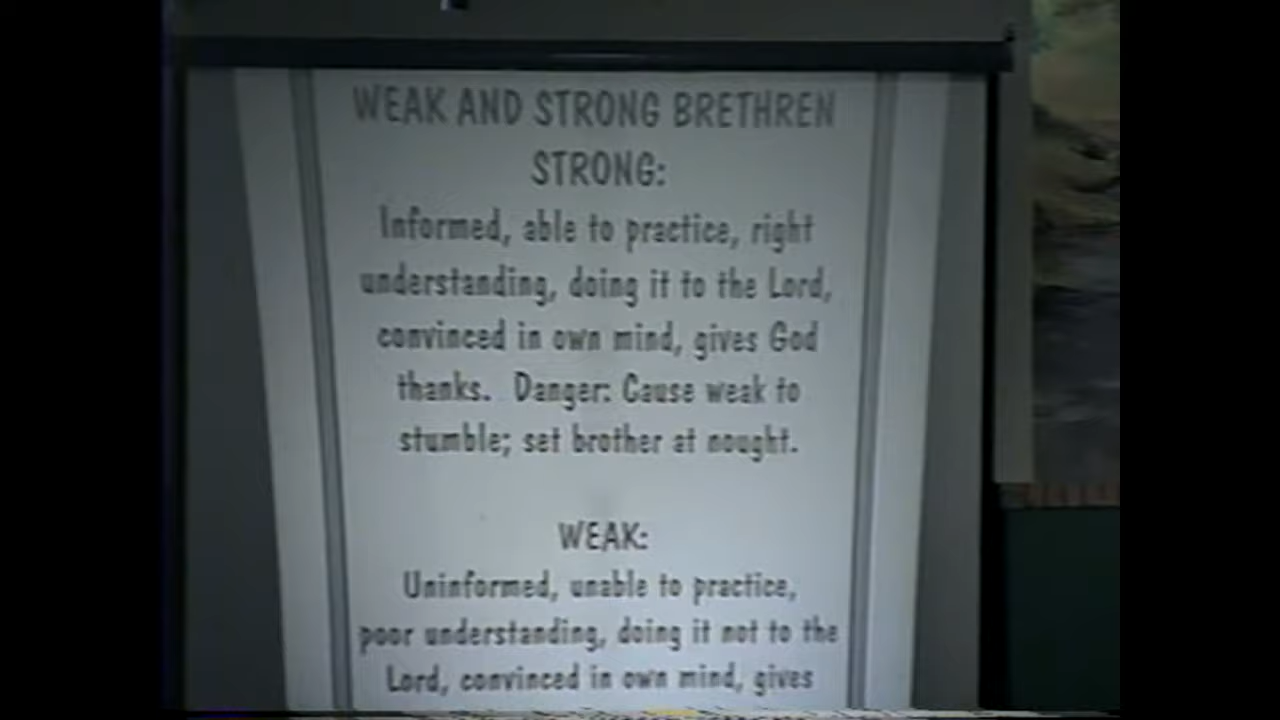 WEAK AND STRONG BRETHREN
STRONG:
Informed, able to practice, right
understanding, doing it to the Lord,
convinced in own mind, gives God
thanks. Danger: Cause weak to
stumble; set brother at nought.
WEAK:
Uninformed, unable to practice,
poor understanding, doing it not to the
Lord, convinced in own mind, gives